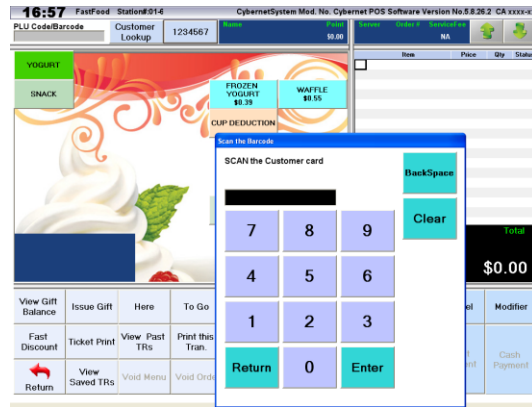 16:57 FastFood Station#:01-6 CybernetSystem Mod. No. Cybernet POS Software Version No.5.8.26.2 CA xxxx-x
PLU Code/Barcode
Customer Lookup
1234567
Name Point
$0.00
Server Order # ServiceFee
NA
Item Price Qty Status
YOGURT
SNACK
FROZEN YOGURT $0.39
WAFFLE $0.55
CUP DEDUCTION
Scan the Barcode
SCAN the Customer card
BackSpace
Clear
7 8 9
4 5 6
1 2 3
Return 0 Enter
Total
$0.00
View Gift Balance
Issue Gift
Here
To Go
Modifier
Fast Discount
Ticket Print
View Past TRs
Print this Tran.
Cash Payment
Return
View Saved TRs
Void Menu